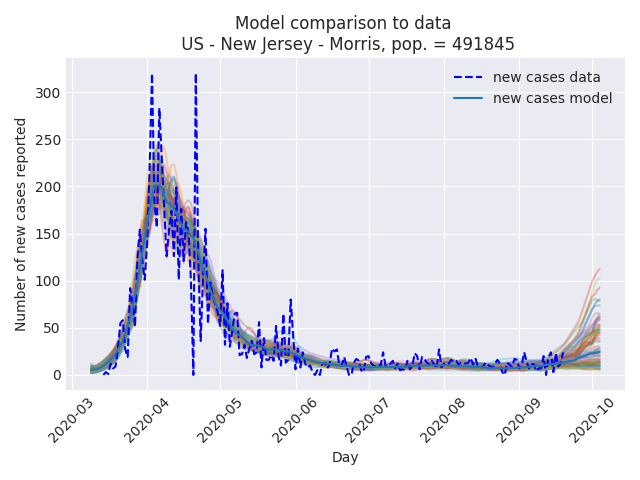 Model comparison to data
US - New Jersey - Morris, pop. = 491845
new cases data
new cases model
Number of new cases reported
300
250
200
150
100
50
0
2020-03
2020-04
2020-05
2020-06
2020-07
2020-08
2020-09
2020-10
Day